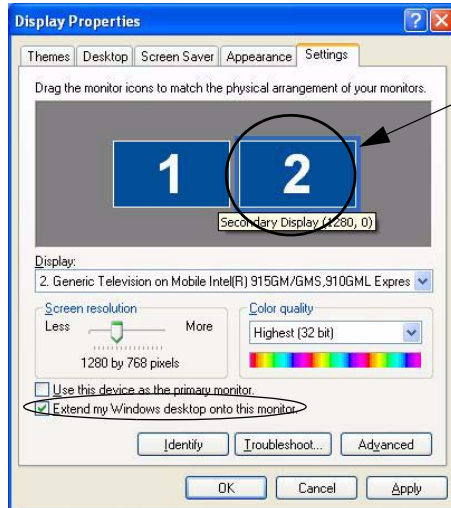 Display Properties
Themes Desktop Screen Saver Appearance Settings
Drag the monitor icons to match the physical arrangement of your monitors.
1 2
Secondary Display (1280, 0)
Display:
2. Generic Television on Mobile Intel(R) 915GM/GMS,910GML Expres
Screen resolution Color quality
Less More Highest (32 bit)
1280 by 768 pixels
Use this device as the primary monitor.
Extend my Windows desktop onto this monitor.
Identify Troubleshoot... Advanced
OK Cancel Apply